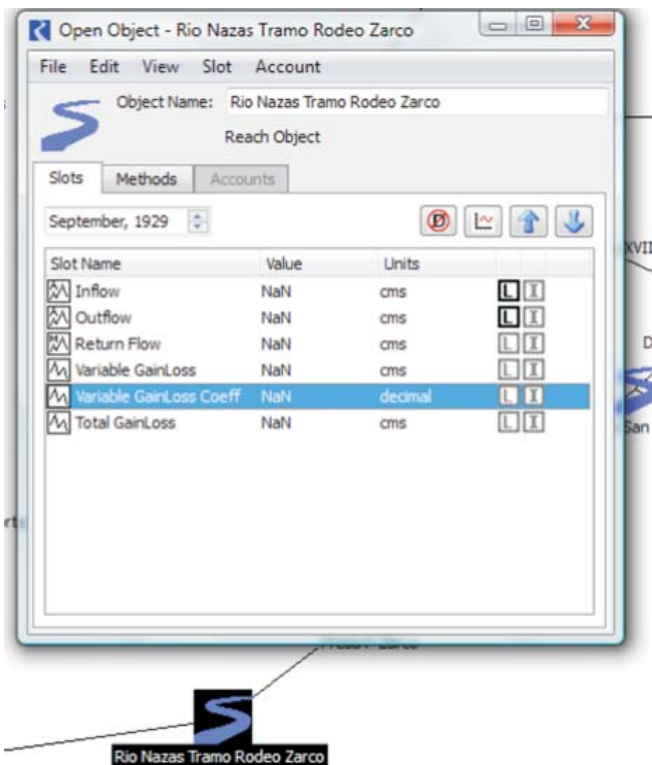 Open Object - Rio Nazas Tramo Rodeo Zarco
File Edit View Slot Account
Object Name: Rio Nazas Tramo Rodeo Zarco
Reach Object
Slots Methods Accounts
September, 1929
Slot Name Value Units
Inflow NaN cms L I
Outflow NaN cms L I
Return Flow NaN cms L I
Variable GainLoss NaN cms L I
Variable GainLoss Coeff NaN decimal L I
Total GainLoss NaN cms L I
XVII
D
San
Rio Nazas Tramo Rodeo Zarco